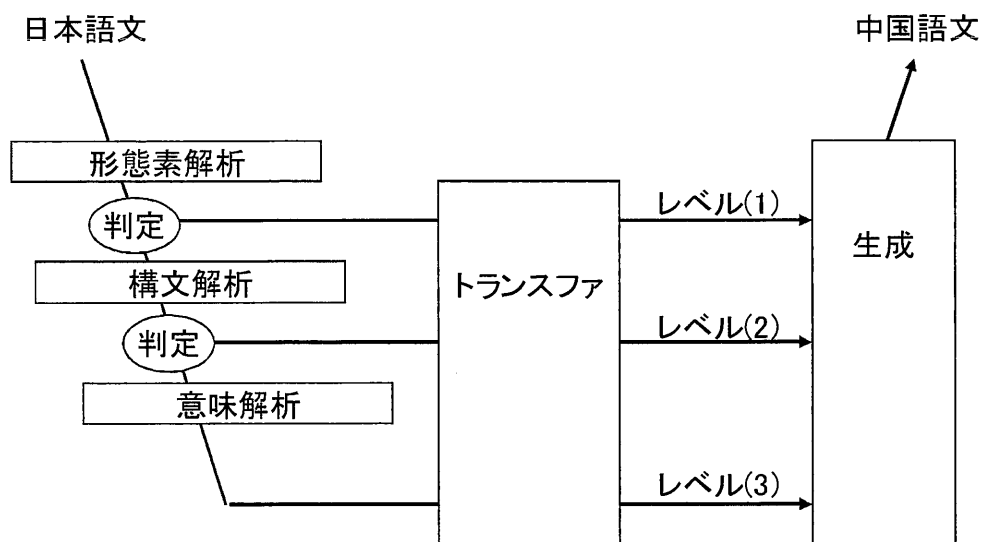 日本語文
中国語文
形態素解析
判定
レベル(1)
生成
構文解析
トランスファ
判定
レベル(2)
意味解析
レベル(3)